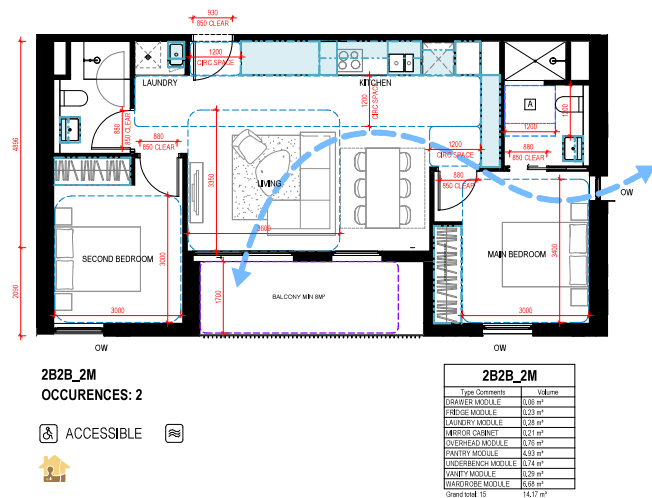 930
850 CLEAR
1200
CIRC SPACE
LAUNDRY
KITCHEN
1200
CIRC SPACE
A
1200
1200
4896
880
850 CLEAR
880
850 CLEAR
1200
CIRC SPACE
880
850 CLEAR
880
850 CLEAR
OW
LIVING
3350
3600
SECOND BEDROOM
3000
3000
MAIN BEDROOM
3400
3000
2090
1700
BALCONY MIN 8M²
OW
OW
2B2B_2M
OCCURENCES: 2
ACCESSIBLE
2B2B_2M
Type Comments Volume
DRAWER MODULE 0.06 m³
FRIDGE MODULE 0.23 m³
LAUNDRY MODULE 0.28 m³
MIRROR CABINET 0.21 m³
OVERHEAD MODULE 0.76 m³
PANTRY MODULE 4.93 m³
UNDERBENCH MODULE 0.74 m³
VANITY MODULE 0.29 m³
WARDROBE MODULE 6.68 m³
Grand total: 15 14.17 m³